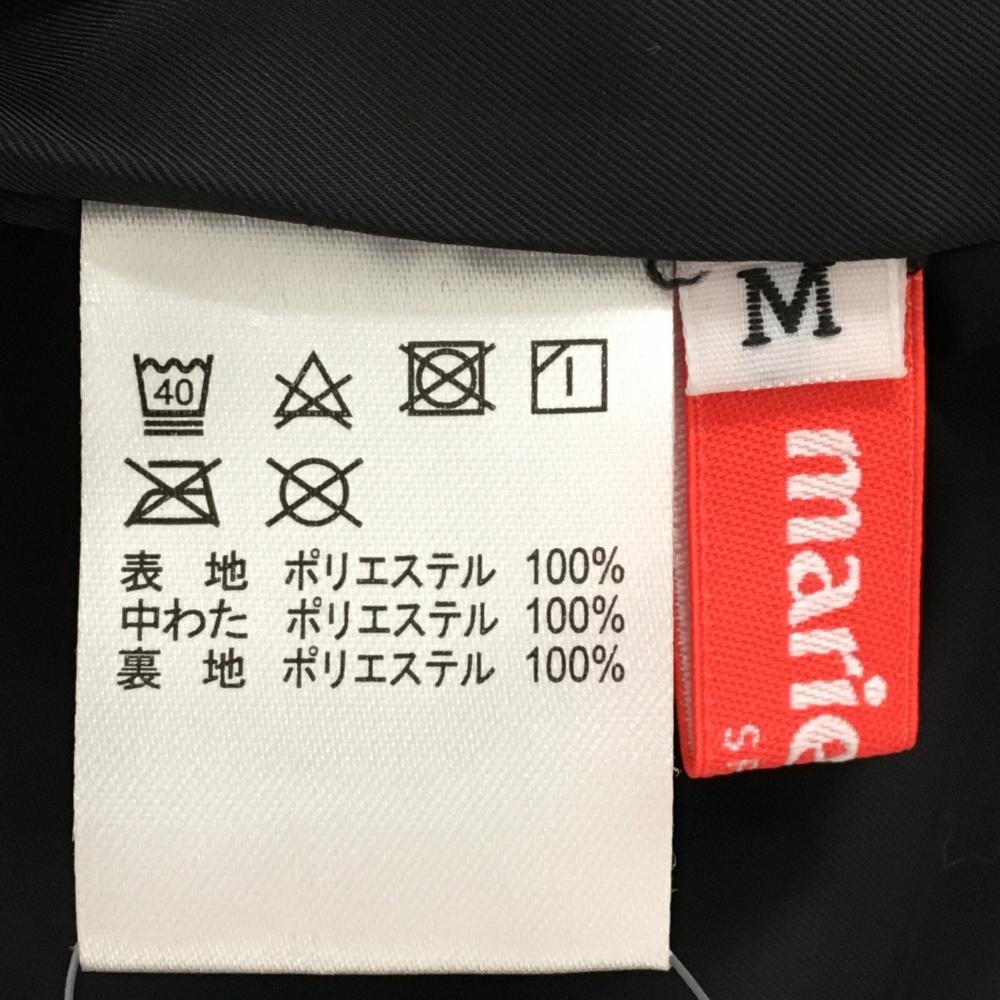 40
表 地 ポリエステル 100%
中わた ポリエステル 100%
裏 地 ポリエステル 100%
M
marie